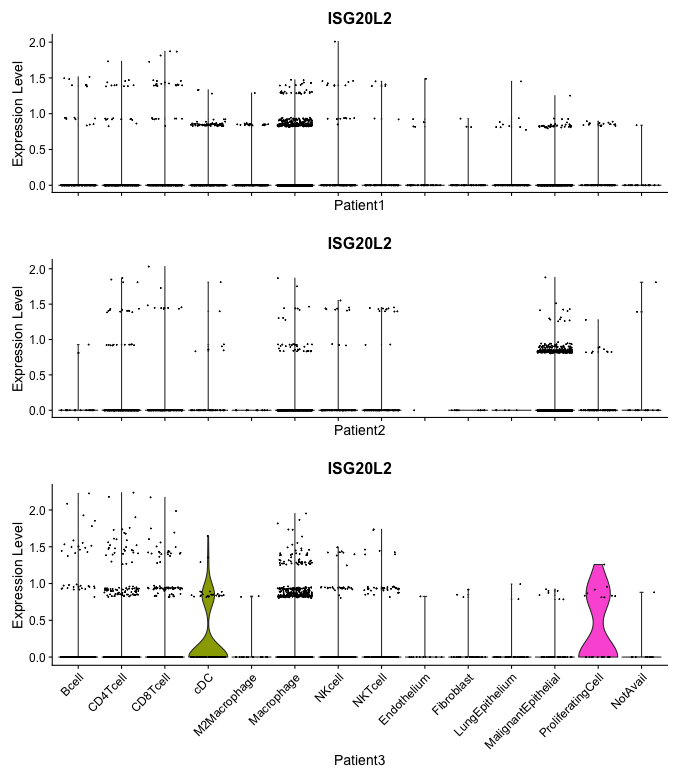 ISG20L2
Expression Level
2.0
1.5
1.0
0.5
0.0
Patient1
ISG20L2
Expression Level
2.0
1.5
1.0
0.5
0.0
Patient2
ISG20L2
Expression Level
2.0
1.5
1.0
0.5
0.0
Bcell
CD4Tcell
CD8Tcell
cDC
M2Macrophage
Macrophage
NKcell
NKTcell
Endothelium
Fibroblast
LungEpithelium
MalignantEpithelial
ProliferatingCell
NotAvail
Patient3